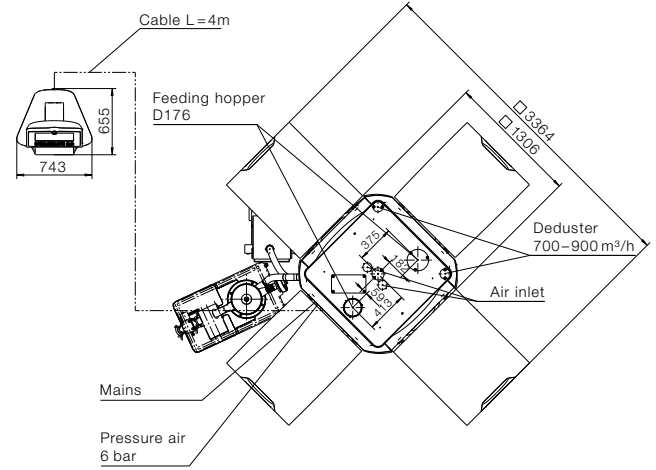 Cable L=4m
655
743
Feeding hopper
D176
□3364
□1306
Deduster
700–900 m³/h
375
Air inlet
593
413
Mains
Pressure air
6 bar